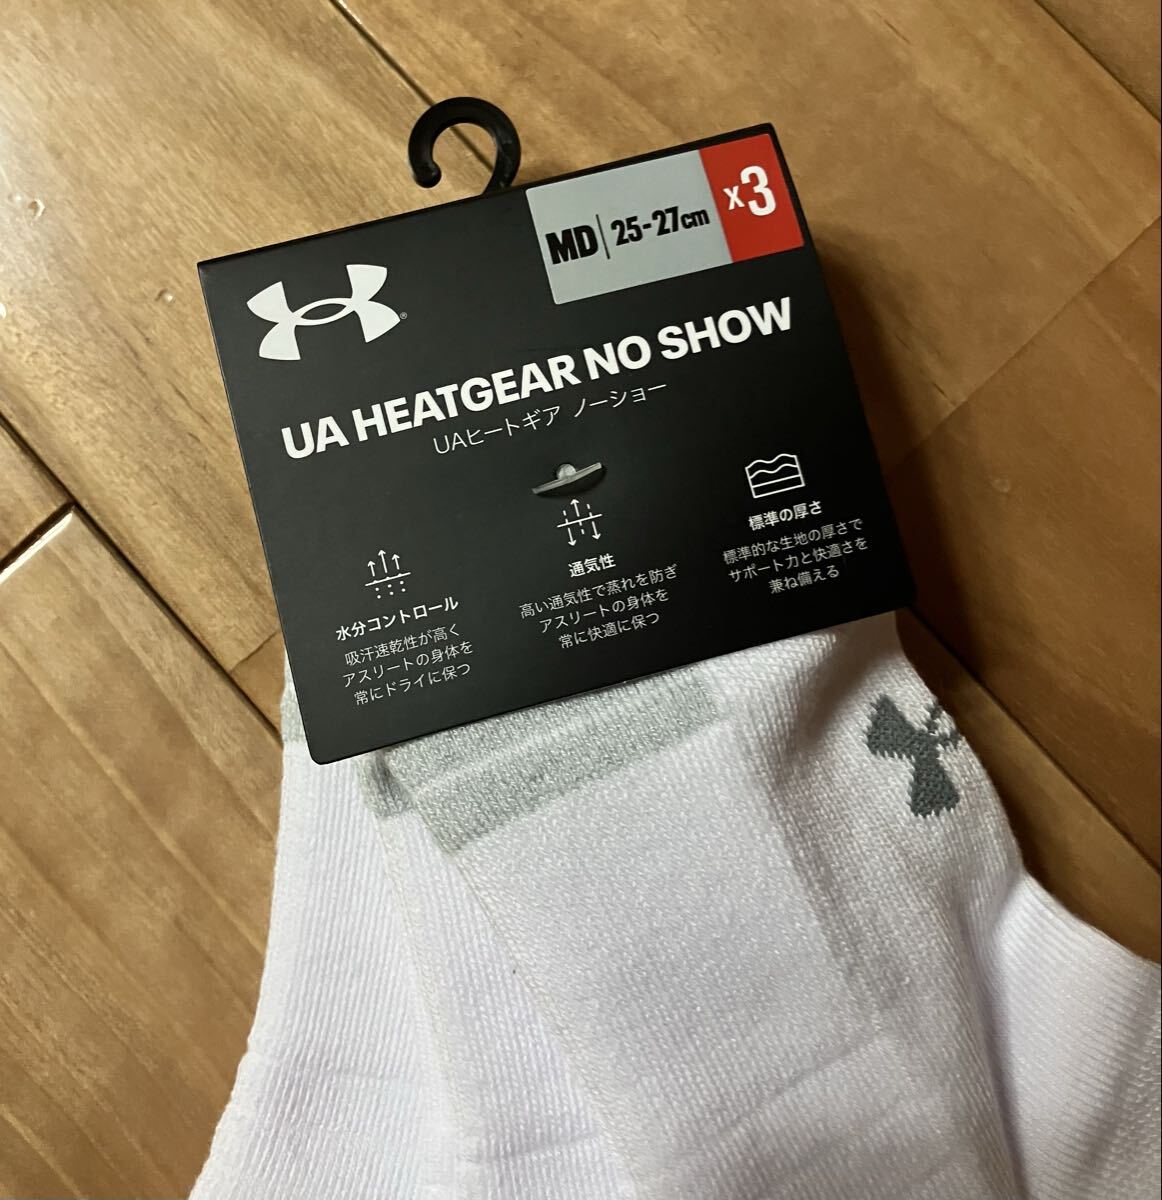 MD | 25-27cm
x3
®
UA HEATGEAR NO SHOW
UAヒートギア ノーショー
水分コントロール
吸汗速乾性が高く
アスリートの身体を
常にドライに保つ
通気性
高い通気性で蒸れを防ぎ
アスリートの身体を
常に快適に保つ
標準の厚さ
標準的な生地の厚さで
サポート力と快適さを
兼ね備える